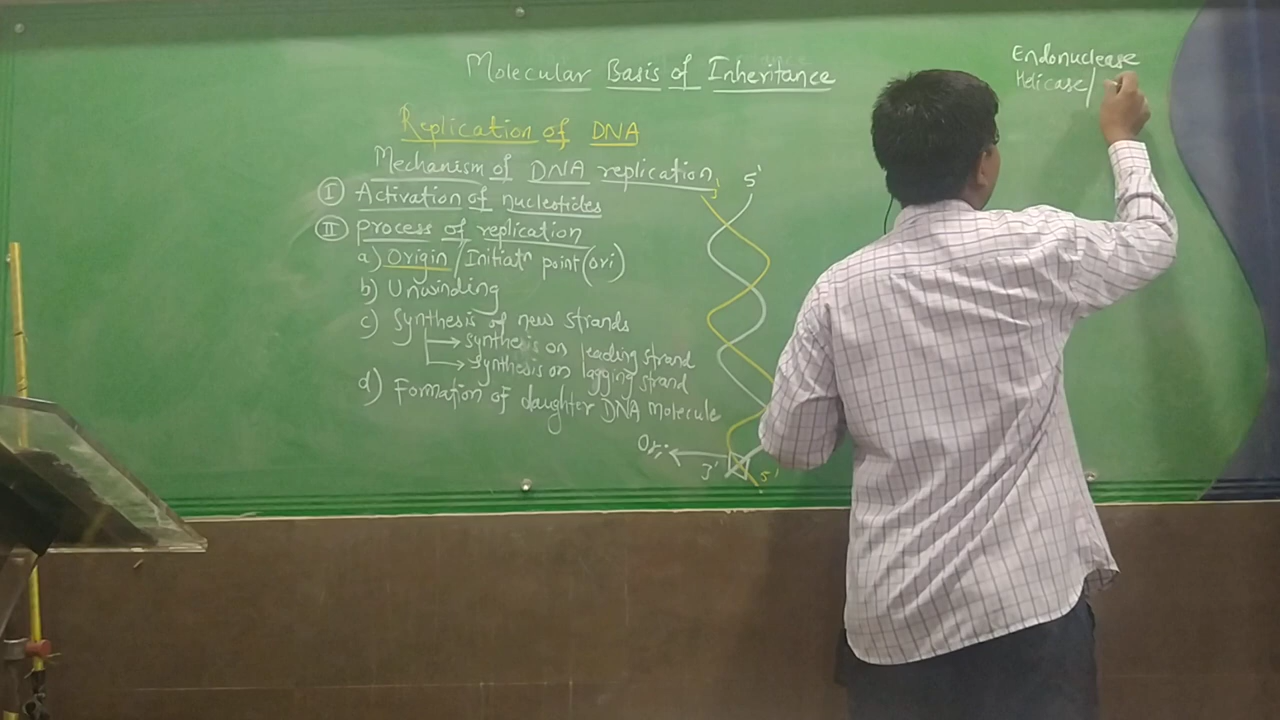 Molecular Basis of Inheritance
Endonuclease
Helicase/
Replication of DNA
Mechanism of DNA replication
I Activation of nucleotides
II process of replication
a) Origin/Initiatn point(Ori)
b) Unwinding
c) Synthesis of new strands
→ synthesis on leading strand
→ synthesis on lagging strand
d) Formation of daughter DNA Molecule
3' 5'
Ori
3' 5'